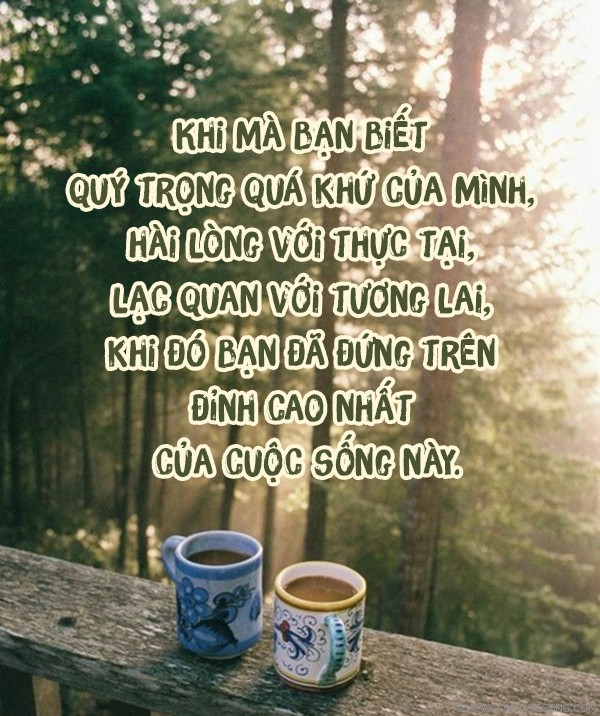 KHI MÀ BẠN BIẾT
QUÝ TRỌNG QUÁ KHỨ CỦA MÌNH,
HÀI LÒNG VỚI THỰC TẠI,
LẠC QUAN VỚI TƯƠNG LAI,
KHI ĐÓ BẠN ĐÃ ĐỨNG TRÊN
ĐỈNH CAO NHẤT
CỦA CUỘC SỐNG NÀY.